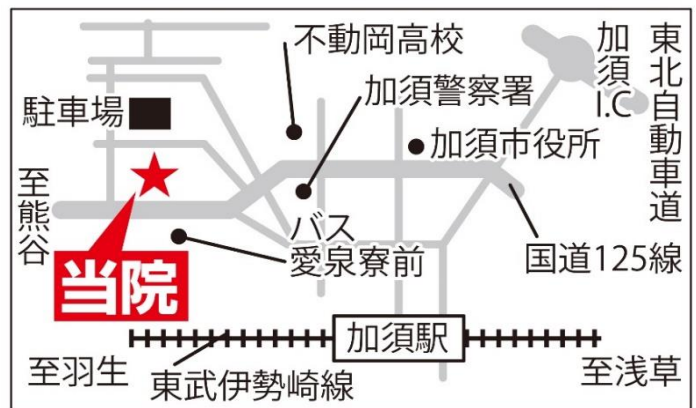 不動岡高校
加須警察署
加須市役所
加須
I.C
東北自動車道
駐車場
至熊谷
当院
バス
愛泉寮前
国道125線
加須駅
至羽生
東武伊勢崎線
至浅草